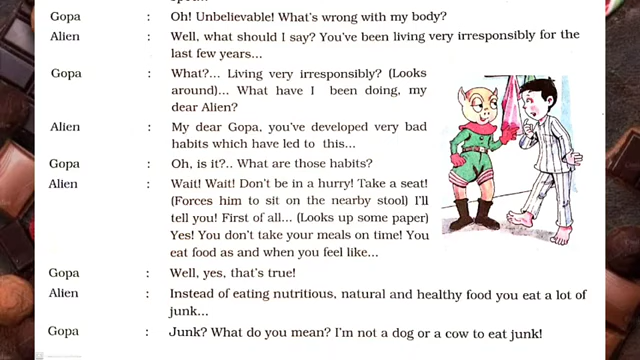 Gopa : Oh! Unbelievable! What's wrong with my body?
Alien : Well, what should I say? You've been living very irresponsibly for the
last few years...
Gopa : What?... Living very irresponsibly? (Looks
around)... What have I been doing, my
dear Alien?
Alien : My dear Gopa, you've developed very bad
habits which have led to this...
Gopa : Oh, is it?.. What are those habits?
Alien : Wait! Wait! Don't be in a hurry! Take a seat!
(Forces him to sit on the nearby stool) I'll
tell you! First of all... (Looks up some paper)
Yes! You don't take your meals on time! You
eat food as and when you feel like...
Gopa : Well, yes, that's true!
Alien : Instead of eating nutritious, natural and healthy food you eat a lot of
junk...
Gopa : Junk? What do you mean? I'm not a dog or a cow to eat junk!